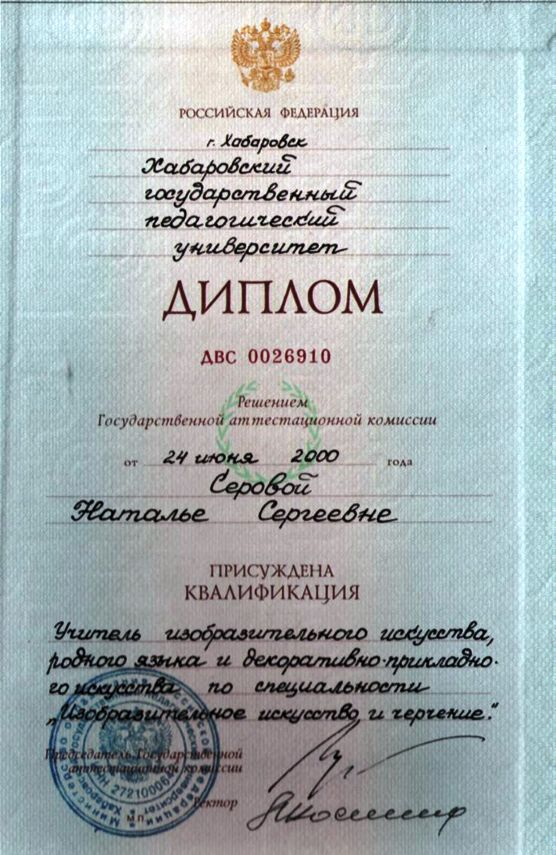 РОССИЙСКАЯ ФЕДЕРАЦИЯ
г. Хабаровск
Хабаровский
государственный
педагогический
университет
ДИПЛОМ
ДВС 0026910
Решением
Государственной аттестационной комиссии
от 24 июня 2000 года
Серовой
Наталье Сергеевне
ПРИСУЖДЕНА
КВАЛИФИКАЦИЯ
Учитель изобразительного искусства,
родного языка и декоративно-прикладно-
го искусства по специальности
„Изобразительное искусство и черчение."
Председатель Государственной
аттестационной комиссии
Ректор
М.П.